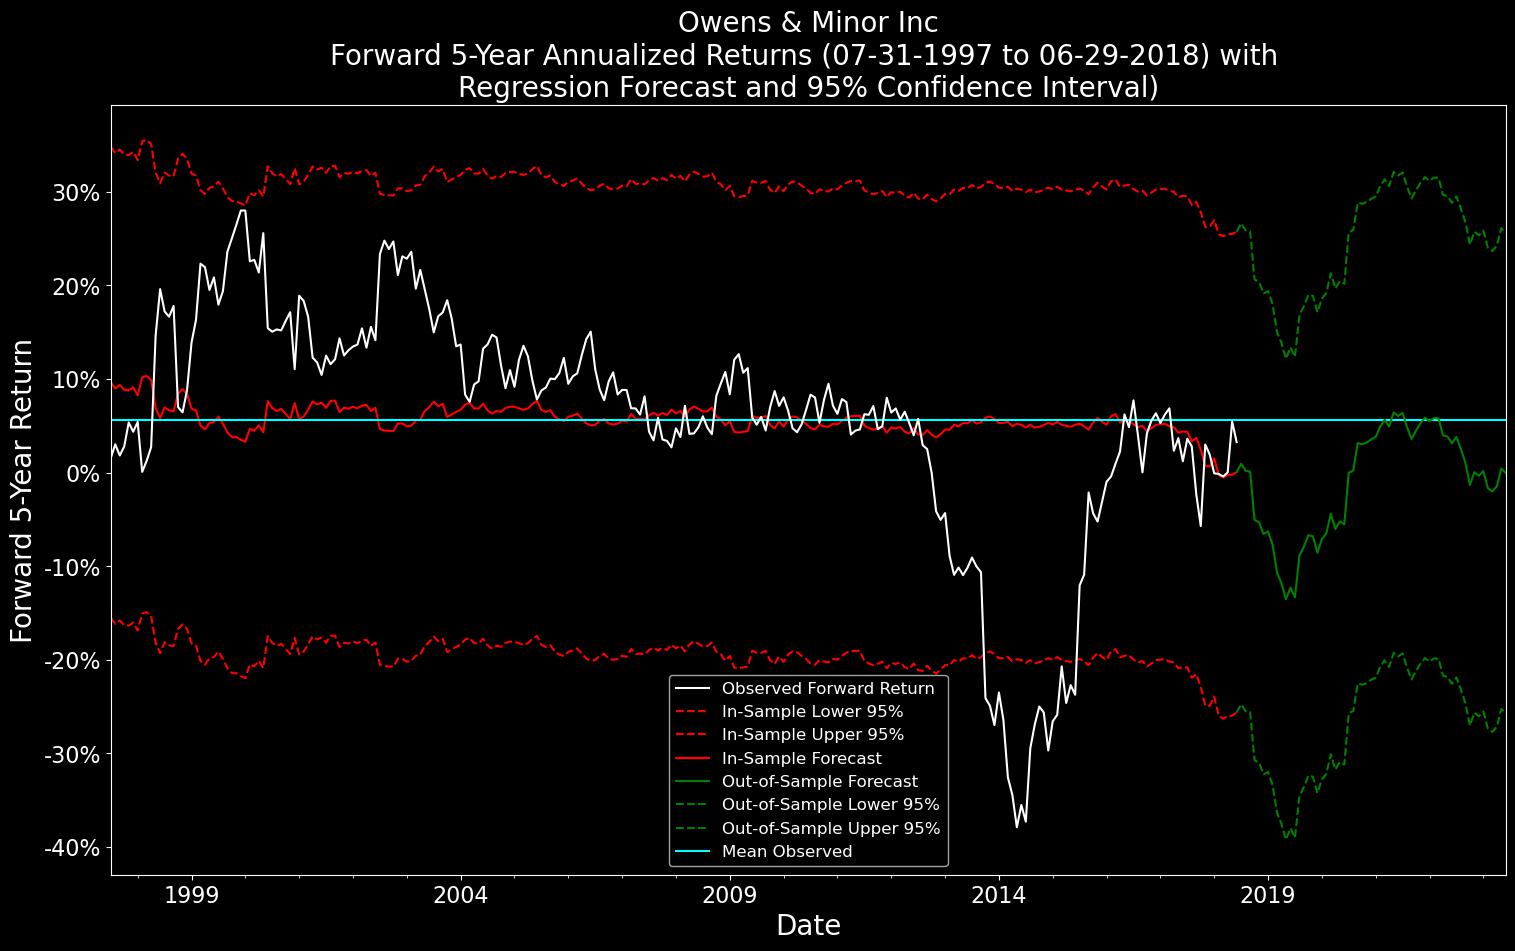 Owens & Minor Inc
Forward 5-Year Annualized Returns (07-31-1997 to 06-29-2018) with
Regression Forecast and 95% Confidence Interval)
Forward 5-Year Return
30%
20%
10%
0%
-10%
-20%
-30%
-40%
Observed Forward Return
In-Sample Lower 95%
In-Sample Upper 95%
In-Sample Forecast
Out-of-Sample Forecast
Out-of-Sample Lower 95%
Out-of-Sample Upper 95%
Mean Observed
1999
2004
2009
2014
2019
Date